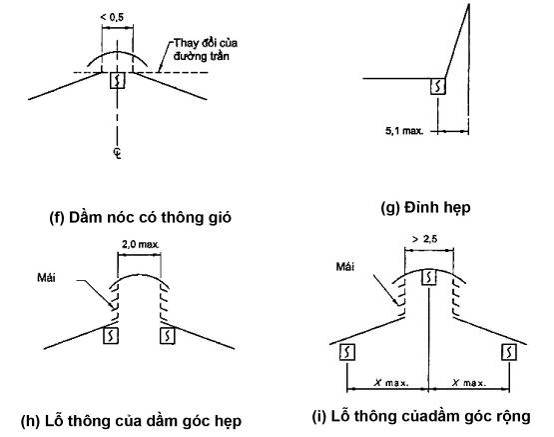 < 0,5
Thay đổi của
đường trần
5,1 max.
℄
(f) Dầm nóc có thông gió
(g) Đỉnh hẹp
2,0 max.
Mái
> 2,5
Mái
X max.
X max.
(h) Lỗ thông của dầm góc hẹp
(i) Lỗ thông củadầm góc rộng